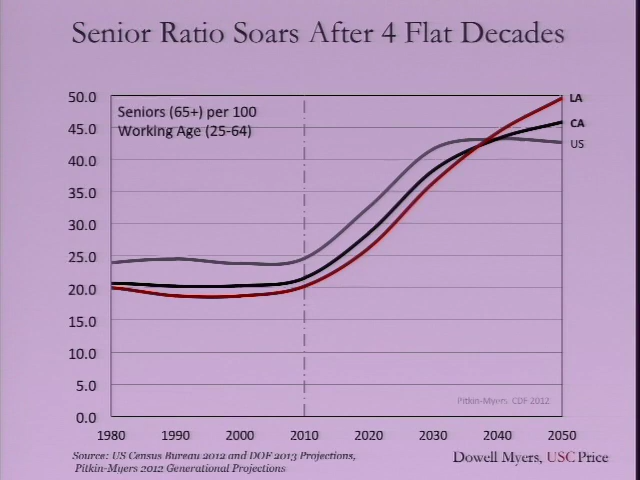 Senior Ratio Soars After 4 Flat Decades
50.0
45.0
40.0
35.0
30.0
25.0
20.0
15.0
10.0
5.0
0.0
Seniors (65+) per 100
Working Age (25-64)
LA
CA
US
Pitkin-Myers CDF 2012
1980 1990 2000 2010 2020 2030 2040 2050
Source: US Census Bureau 2012 and DOF 2013 Projections,
Pitkin-Myers 2012 Generational Projections
Dowell Myers, USC Price